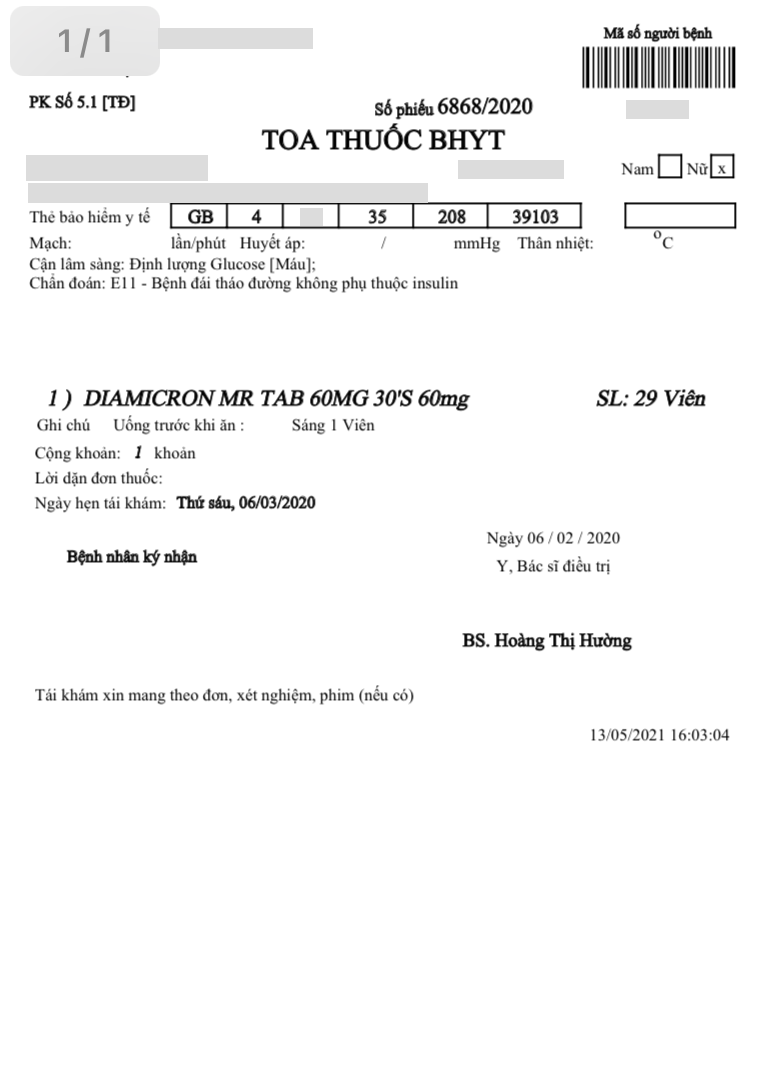 1/1
Mã số người bệnh
PK Số 5.1 [TĐ]
Số phiếu 6868/2020
TOA THUỐC BHYT
Nam Nữ x
Thẻ bảo hiểm y tế GB 4 35 208 39103
Mạch: lần/phút Huyết áp: / mmHg Thân nhiệt: °C
Cận lâm sàng: Định lượng Glucose [Máu];
Chẩn đoán: E11 - Bệnh đái tháo đường không phụ thuộc insulin
1 ) DIAMICRON MR TAB 60MG 30'S 60mg SL: 29 Viên
Ghi chú Uống trước khi ăn : Sáng 1 Viên
Cộng khoản: 1 khoản
Lời dặn đơn thuốc:
Ngày hẹn tái khám: Thứ sáu, 06/03/2020
Ngày 06 / 02 / 2020
Bệnh nhân ký nhận
Y, Bác sĩ điều trị
BS. Hoàng Thị Hường
Tái khám xin mang theo đơn, xét nghiệm, phim (nếu có)
13/05/2021 16:03:04